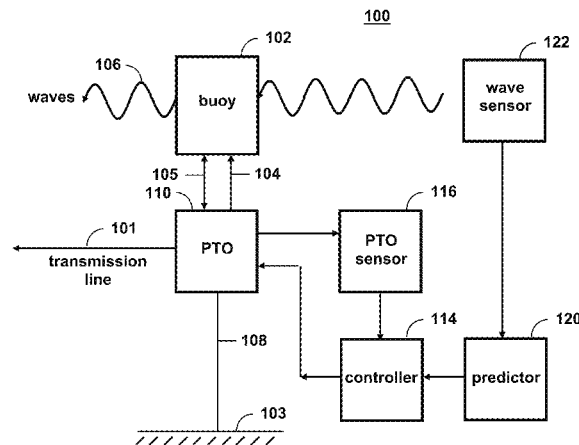 100
102
122
106
waves
buoy
wave
sensor
105
104
110
116
101
PTO
PTO
sensor
transmission
line
114
120
108
controller
predictor
103